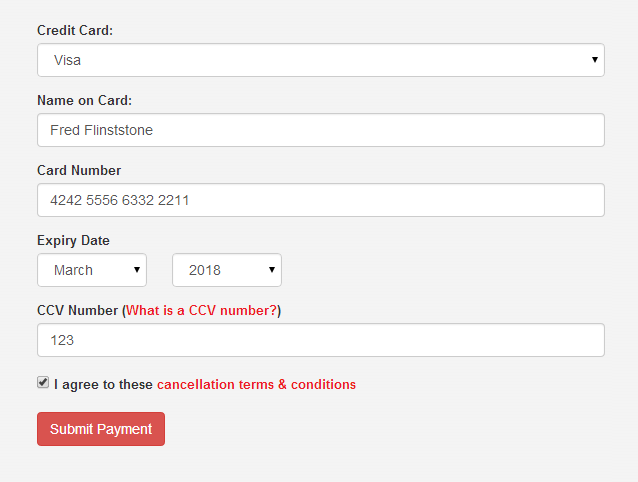 Credit Card:
Visa
Name on Card:
Fred Flinststone
Card Number
4242 5556 6332 2211
Expiry Date
March 2018
CCV Number (What is a CCV number?)
123
I agree to these cancellation terms & conditions
Submit Payment